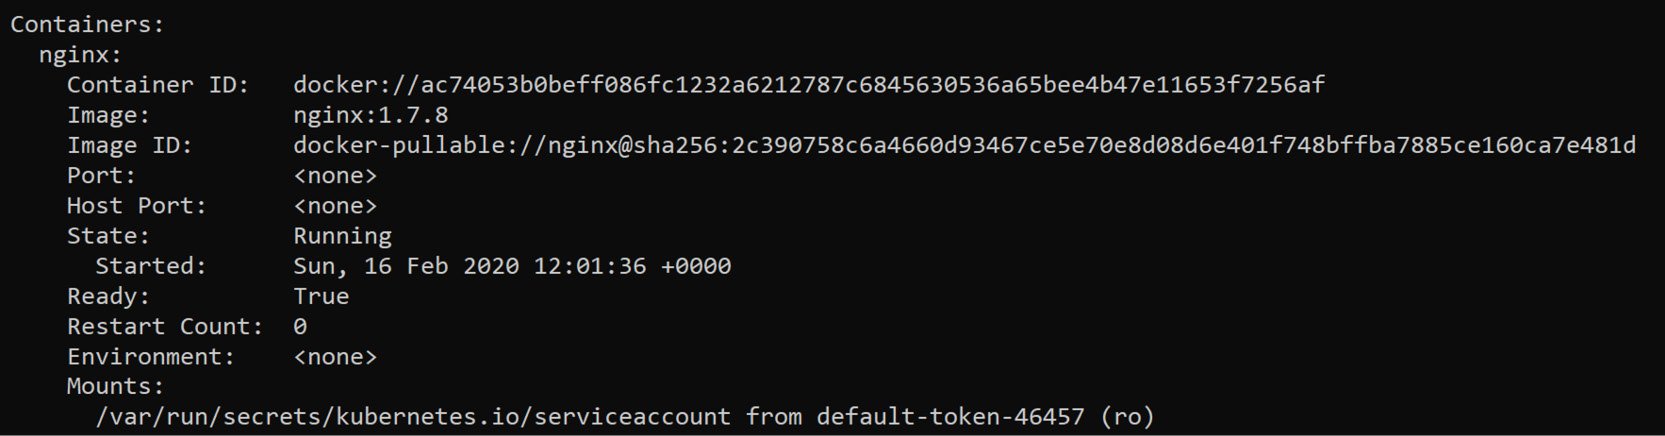 Containers:
nginx:
Container ID: docker://ac74053b0beff086fc1232a6212787c6845630536a65bee4b47e11653f7256af
Image: nginx:1.7.8
Image ID: docker-pullable://nginx@sha256:2c390758c6a4660d93467ce5e70e8d08d6e401f748bffba7885ce160ca7e481d
Port: <none>
Host Port: <none>
State: Running
Started: Sun, 16 Feb 2020 12:01:36 +0000
Ready: True
Restart Count: 0
Environment: <none>
Mounts:
/var/run/secrets/kubernetes.io/serviceaccount from default-token-46457 (ro)